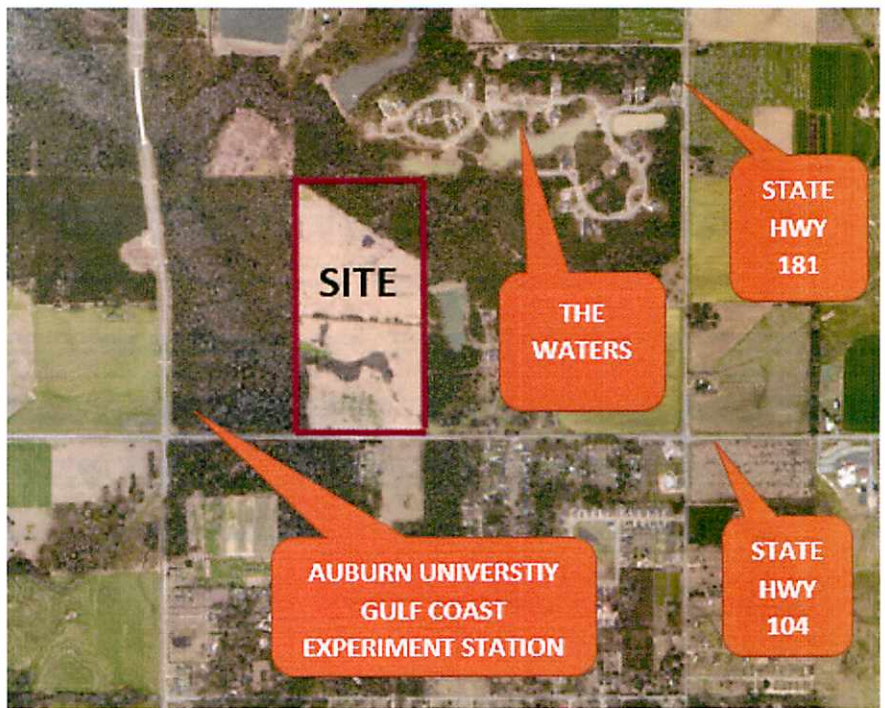 STATE
HWY
181
SITE
THE
WATERS
STATE
HWY
104
AUBURN UNIVERSTIY
GULF COAST
EXPERIMENT STATION